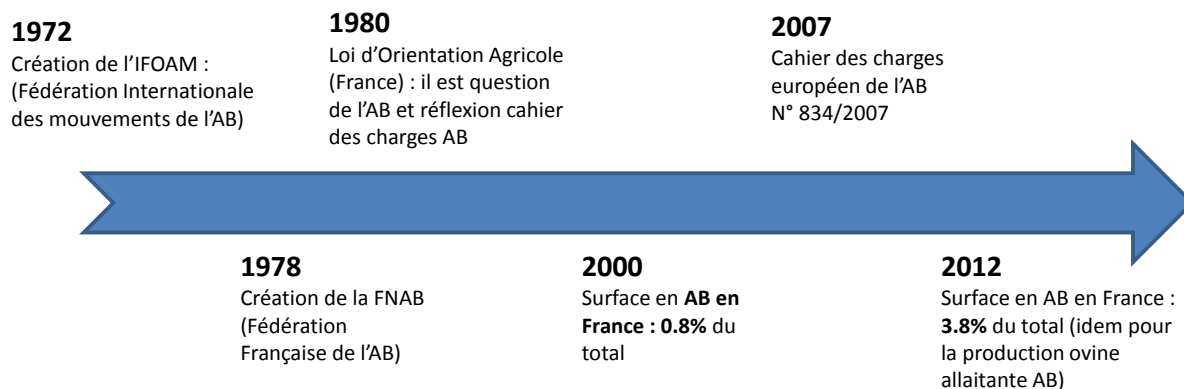 1972
Création de l'IFOAM :
(Fédération Internationale
des mouvements de l'AB)
1980
Loi d'Orientation Agricole
(France) : il est question
de l'AB et réflexion cahier
des charges AB
2007
Cahier des charges
européen de l'AB
N° 834/2007
1978
Création de la FNAB
(Fédération
Française de l'AB)
2000
Surface en AB en
France : 0.8% du
total
2012
Surface en AB en France :
3.8% du total (idem pour
la production ovine
allaitante AB)